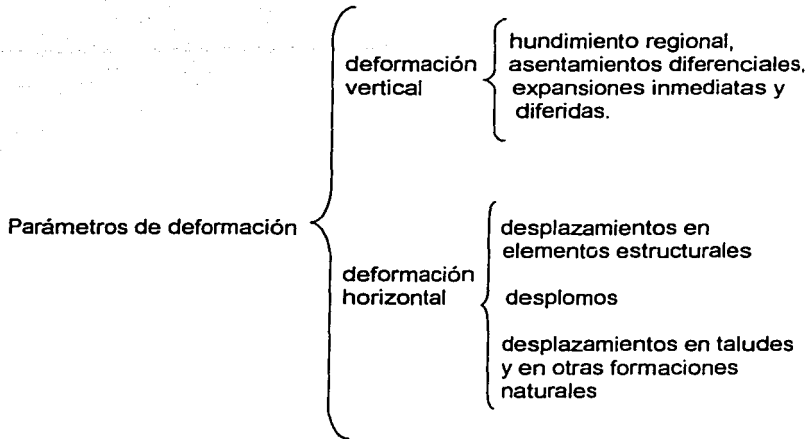 deformación
vertical
hundimiento regional,
asentamientos diferenciales,
expansiones inmediatas y
diferidas.
Parámetros de deformación
deformación
horizontal
desplazamientos en
elementos estructurales
desplomos
desplazamientos en taludes
y en otras formaciones
naturales